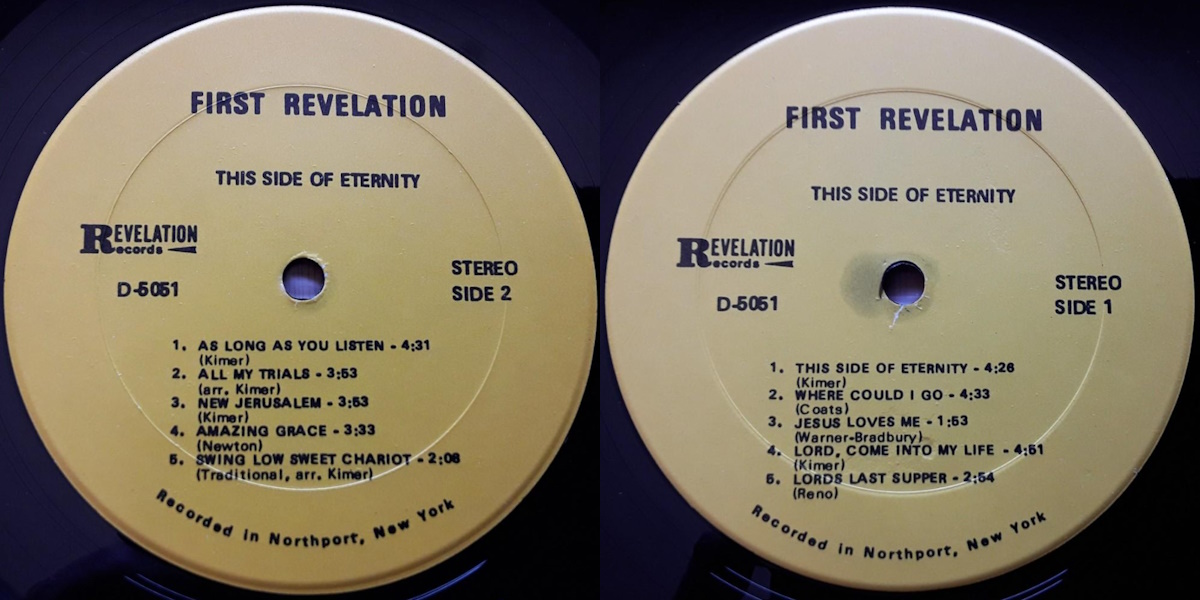 FIRST REVELATION
THIS SIDE OF ETERNITY
REVELATION
Records
D-5051
STEREO
SIDE 2
1. AS LONG AS YOU LISTEN - 4:31
(Kimer)
2. ALL MY TRIALS - 3:53
(arr. Kimer)
3. NEW JERUSALEM - 3:53
(Kimer)
4. AMAZING GRACE - 3:33
(Newton)
5. SWING LOW SWEET CHARIOT - 2:08
(Traditional, arr. Kimer)
Recorded in Northport, New York
FIRST REVELATION
THIS SIDE OF ETERNITY
REVELATION
Records
D-5051
STEREO
SIDE 1
1. THIS SIDE OF ETERNITY - 4:26
(Kimer)
2. WHERE COULD I GO - 4:33
(Coats)
3. JESUS LOVES ME - 1:53
(Warner-Bradbury)
4. LORD, COME INTO MY LIFE - 4:51
(Kimer)
5. LORDS LAST SUPPER - 2:54
(Reno)
Recorded in Northport, New York